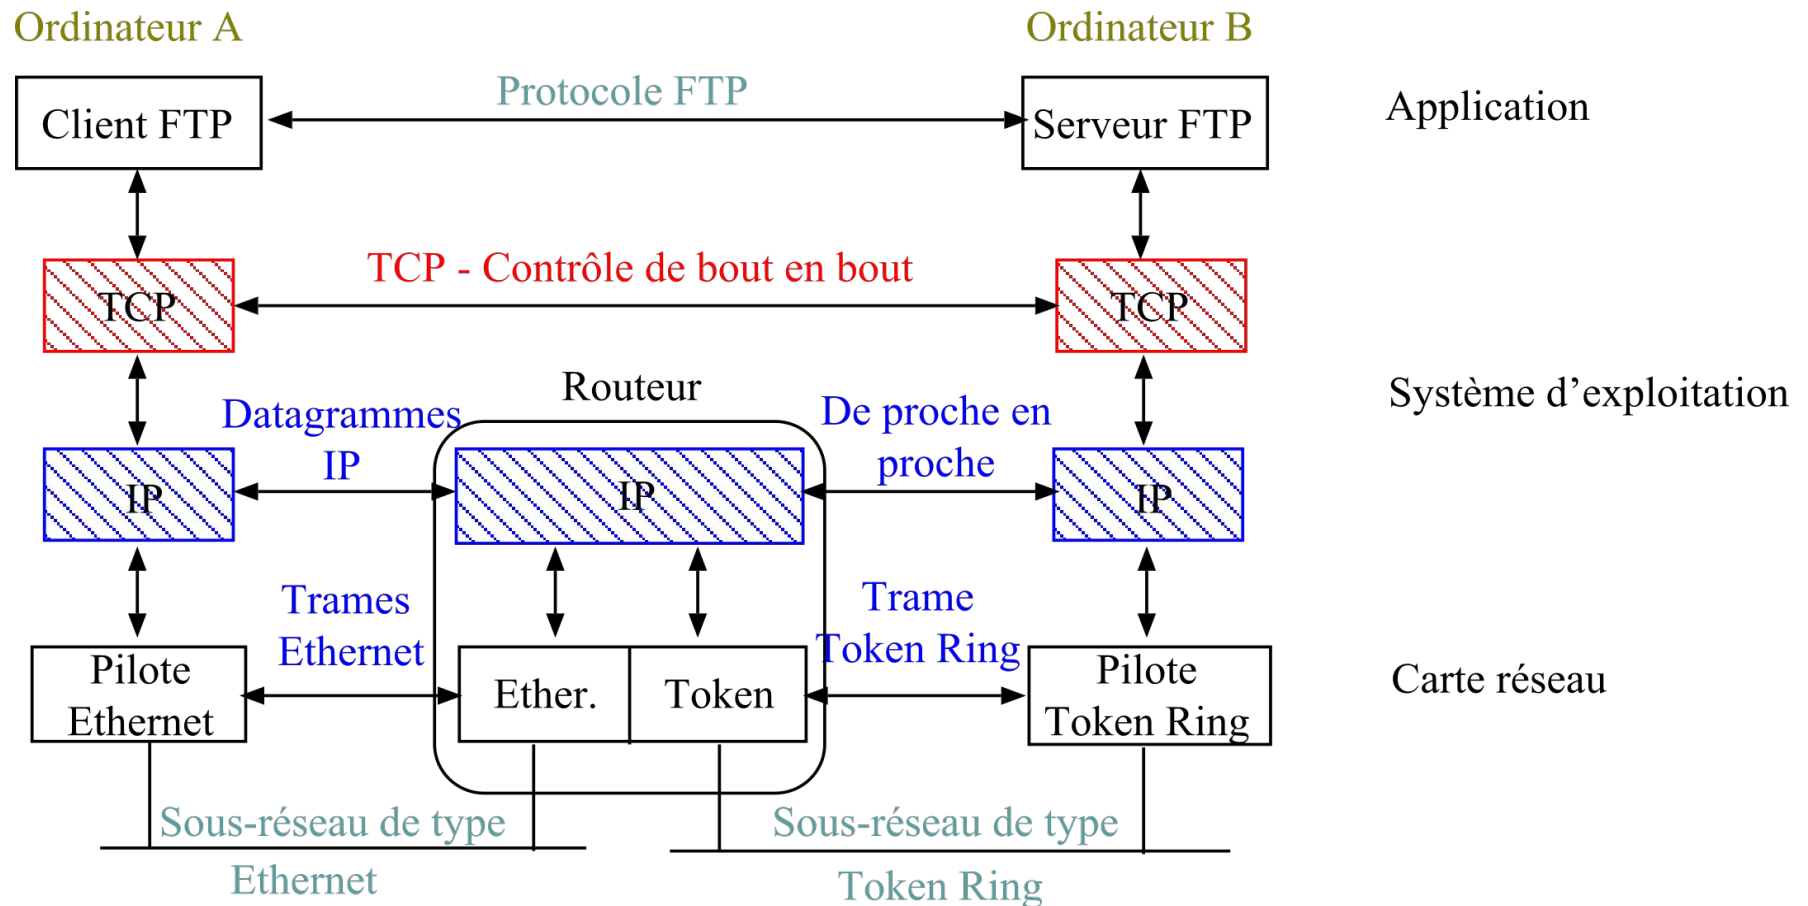 Ordinateur A
Ordinateur B
Protocole FTP
Client FTP
Serveur FTP
Application
TCP - Contrôle de bout en bout
TCP
TCP
Routeur
Système d’exploitation
Datagrammes
IP
De proche en
proche
IP
IP
IP
Trames
Ethernet
Trame
Token Ring
Pilote
Ethernet
Ether.
Token
Pilote
Token Ring
Carte réseau
Sous-réseau de type
Ethernet
Sous-réseau de type
Token Ring